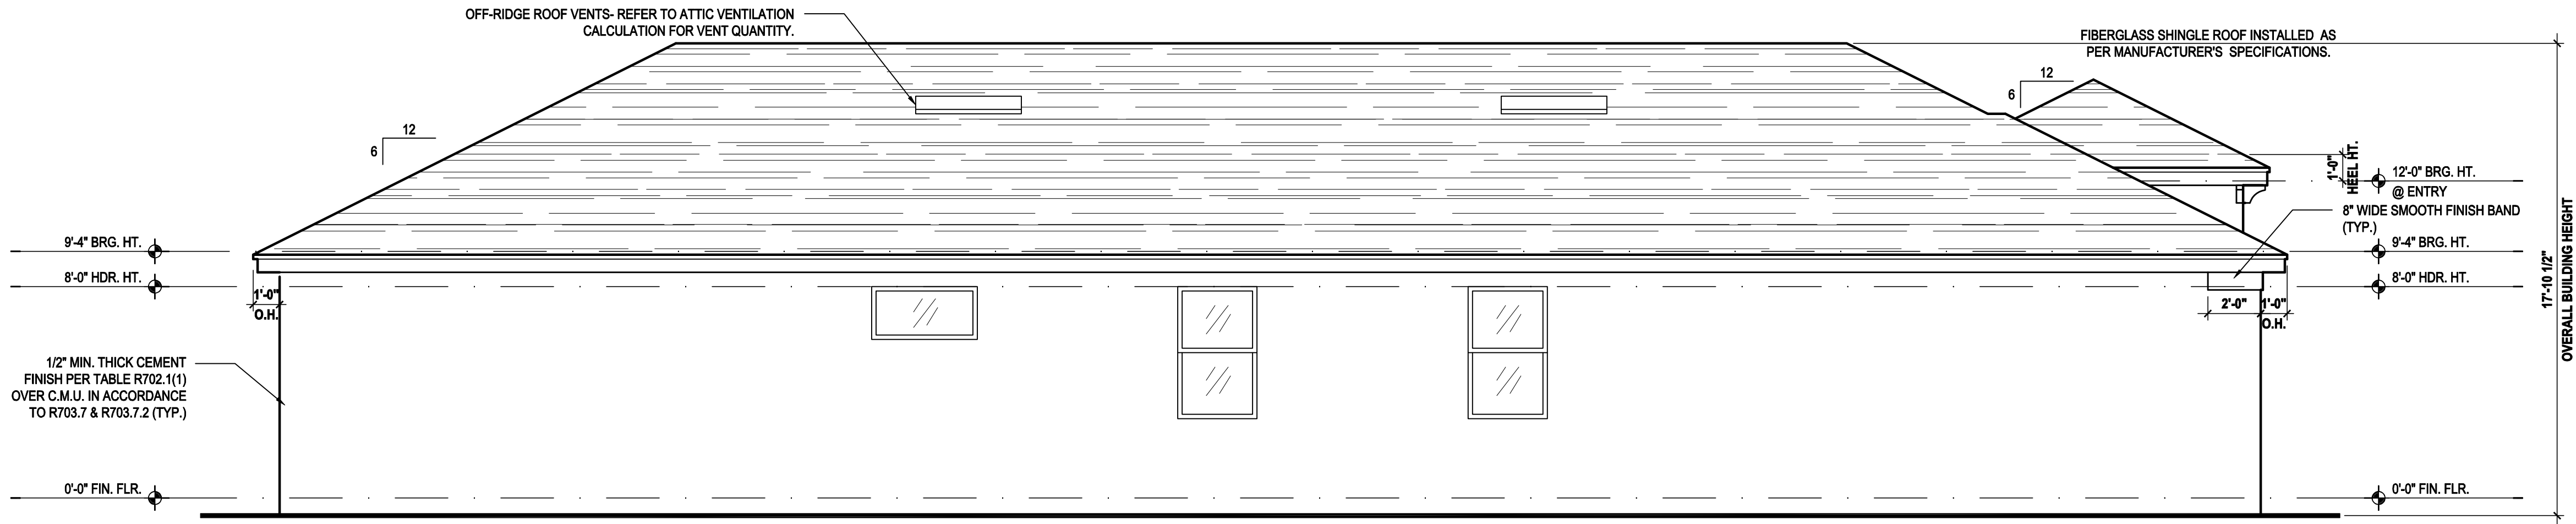 OFF-RIDGE ROOF VENTS- REFER TO ATTIC VENTILATION
CALCULATION FOR VENT QUANTITY.
FIBERGLASS SHINGLE ROOF INSTALLED AS
PER MANUFACTURER'S SPECIFICATIONS.
12
6
12
6
1'-0"
HEEL HT.
12'-0" BRG. HT.
@ ENTRY
8" WIDE SMOOTH FINISH BAND
(TYP.)
9'-4" BRG. HT.
8'-0" HDR. HT.
1'-0"
O.H.
9'-4" BRG. HT.
8'-0" HDR. HT.
2'-0"
1'-0"
O.H.
17'-10 1/2"
OVERALL BUILDING HEIGHT
1/2" MIN. THICK CEMENT
FINISH PER TABLE R702.1(1)
OVER C.M.U. IN ACCORDANCE
TO R703.7 & R703.7.2 (TYP.)
0'-0" FIN. FLR.
0'-0" FIN. FLR.